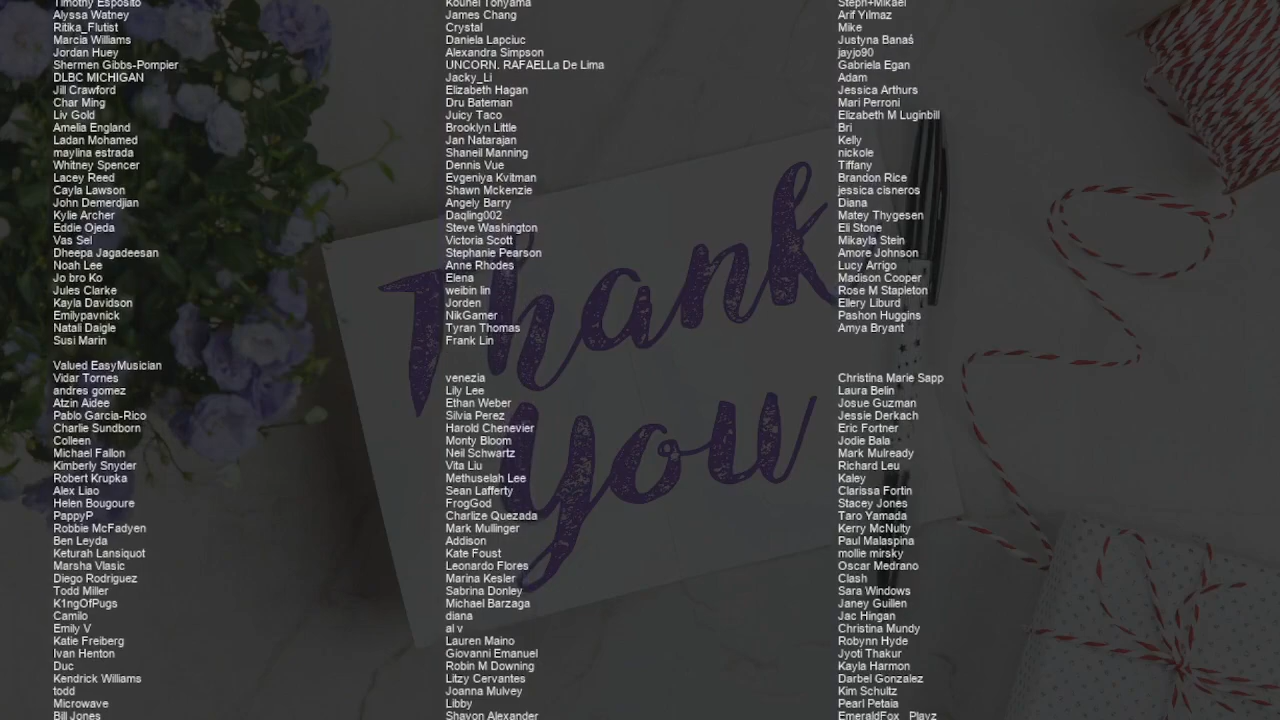 Timothy Esposito
Alyssa Watney
Ritika_Flutist
Marcia Williams
Jordan Huey
Shermen Gibbs-Pompier
DLBC MICHIGAN
Jill Crawford
Char Ming
Liv Gold
Amelia England
Ladan Mohamed
maylina estrada
Whitney Spencer
Lacey Reed
Cayla Lawson
John Demerdjian
Kylie Archer
Eddie Ojeda
Vas Sel
Dheepa Jagadeesan
Noah Lee
Jo bro Ko
Jules Clarke
Kayla Davidson
Emilypavnick
Natali Daigle
Susi Marin
Kouhei Tohyama
James Chang
Crystal
Daniela Lapciuc
Alexandra Simpson
UNCORN. RAFAELLa De Lima
Jacky_Li
Elizabeth Hagan
Dru Bateman
Juicy Taco
Brooklyn Little
Jan Natarajan
Shaneil Manning
Dennis Vue
Evgeniya Kvitman
Shawn Mckenzie
Angely Barry
Daqling002
Steve Washington
Victoria Scott
Stephanie Pearson
Anne Rhodes
Elena
weibin lin
Jorden
NikGamer
Tyran Thomas
Frank Lin
Steph+Mikael
Arif Yılmaz
Mike
Justyna Banaś
jayjo90
Gabriela Egan
Adam
Jessica Arthurs
Mari Perroni
Elizabeth M Luginbill
Bri
Kelly
nickole
Tiffany
Brandon Rice
jessica cisneros
Diana
Matey Thygesen
Eli Stone
Mikayla Stein
Amore Johnson
Lucy Arrigo
Madison Cooper
Rose M Stapleton
Ellery Liburd
Pashon Huggins
Amya Bryant
Thank
You
Valued EasyMusician
Vidar Tornes
andres gomez
Atzin Aidee
Pablo Garcia-Rico
Charlie Sundborn
Colleen
Michael Fallon
Kimberly Snyder
Robert Krupka
Alex Liao
Helen Bougoure
PappyP
Robbie McFadyen
Ben Leyda
Keturah Lansiquot
Marsha Vlasic
Diego Rodriguez
Todd Miller
K1ngOfPugs
Camilo
Emily V
Katie Freiberg
Ivan Henton
Duc
Kendrick Williams
todd
Microwave
Bill Jones
venezia
Lily Lee
Ethan Weber
Silvia Perez
Harold Chenevier
Monty Bloom
Neil Schwartz
Vita Liu
Methuselah Lee
Sean Lafferty
FrogGod
Charlize Quezada
Mark Mullinger
Addison
Kate Foust
Leonardo Flores
Marina Kesler
Sabrina Donley
Michael Barzaga
diana
al v
Lauren Maino
Giovanni Emanuel
Robin M Downing
Litzy Cervantes
Joanna Mulvey
Libby
Shavon Alexander
Christina Marie Sapp
Laura Belin
Josue Guzman
Jessie Derkach
Eric Fortner
Jodie Bala
Mark Mulready
Richard Leu
Kaley
Clarissa Fortin
Stacey Jones
Taro Yamada
Kerry McNulty
Paul Malaspina
mollie mirsky
Oscar Medrano
Clash
Sara Windows
Janey Guillen
Jac Hingan
Christina Mundy
Robynn Hyde
Jyoti Thakur
Kayla Harmon
Darbel Gonzalez
Kim Schultz
Pearl Petaia
EmeraldFox_ Playz